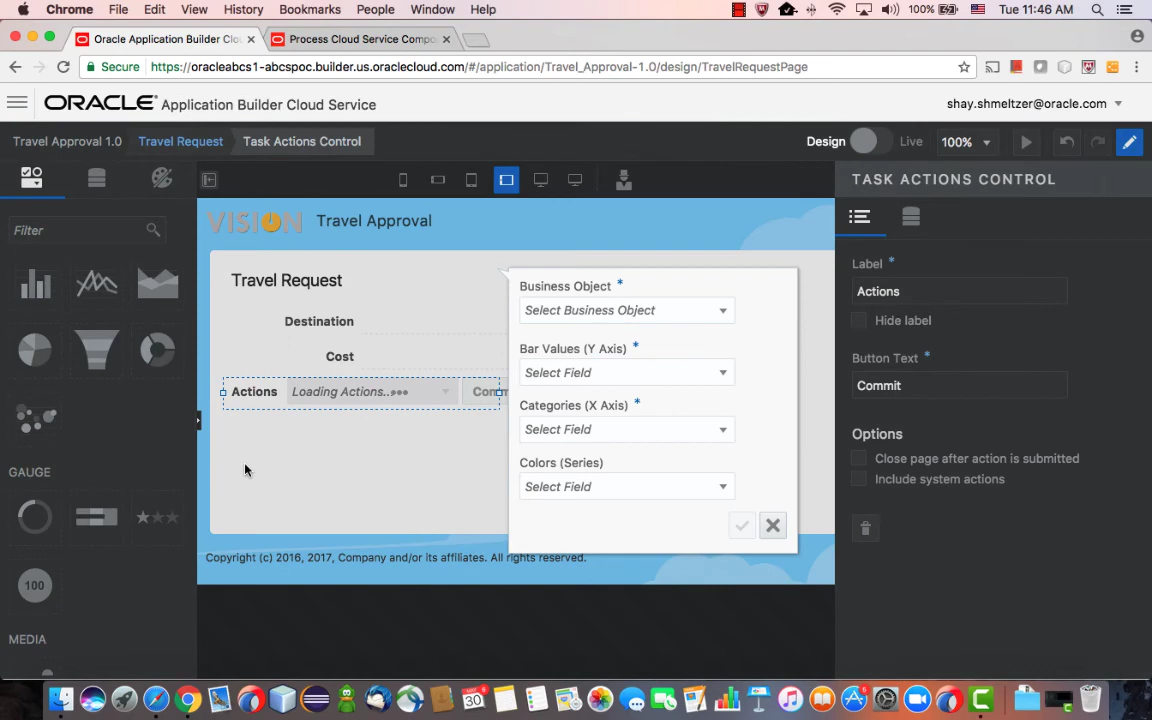 Chrome File Edit View History Bookmarks People Window Help 100% Tue 11:46 AM
Oracle Application Builder Clou × Process Cloud Service Compo ×
Secure https://oracleabcs1-abcspoc.builder.us.oraclecloud.com/#/application/Travel_Approval-1.0/design/TravelRequestPage
ORACLE® Application Builder Cloud Service shay.shmeltzer@oracle.com
Travel Approval 1.0 Travel Request Task Actions Control Design Live 100%
TASK ACTIONS CONTROL
Filter
VISION Travel Approval
Label *
Actions
Hide label
Button Text *
Commit
Options
Close page after action is submitted
Include system actions
Travel Request
Destination
Cost
Actions Loading Actions... Comm
Business Object *
Select Business Object
Bar Values (Y Axis) *
Select Field
Categories (X Axis) *
Select Field
Colors (Series)
Select Field
GAUGE
100
MEDIA
Copyright (c) 2016, 2017, Company and/or its affiliates. All rights reserved.
30